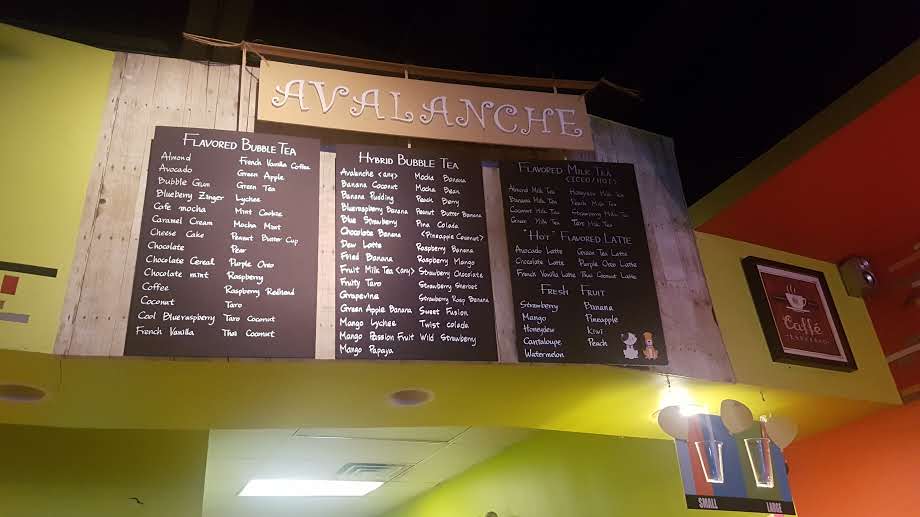 AVALANCHE
FLAVORED BUBBLE TEA
Almond
Avocado
Bubble Gum
Blueberry Zinger
Cafe mocha
Caramel Cream
Cheese Cake
Chocolate
Chocolate Cereal
Chocolate mint
Coffee
Coconut
Cool Blueraspberry
French Vanilla
French Vanilla Coffee
Green Apple
Green Tea
Lychee
Mint Cookie
Mocha Mint
Peanut Butter Cup
Pear
Purple Oreo
Raspberry
Raspberry Redhead
Taro
Taro Coconut
Thai Coconut
HYBRID BUBBLE TEA
Avalanche <any>
Banana Coconut
Banana Pudding
Blueraspberry Banana
Blue Strawberry
Chocolate Banana
Dew Latte
Fried Banana
Fruit Milk Tea <any>
Fruity Taro
Grapevine
Green Apple Banana
Mango Lychee
Mango Passion Fruit
Mango Papaya
Mocha Banana
Mocha Bean
Peach Berry
Peanut Butter Banana
Pina Colada
<Pineapple Coconut>
Raspberry Banana
Raspberry Mango
Strawberry Chocolate
Strawberry Sherbet
Strawberry Rasp Banana
Sweet Fusion
Twist Colada
Wild Strawberry
FLAVORED MILK TEA
Almond Milk Tea
Banana Milk Tea
Coconut Milk Tea
Milk Tea
Honeydew Milk Tea
Peach Milk Tea
Strawberry Milk Tea
Taro Milk Tea
"HOT" FLAVORED LATTE
Avocado Latte
Chocolate Latte
French Vanilla Latte
Green Tea Latte
Purple Oreo Latte
Thai Coconut Latte
FRESH FRUIT
Strawberry
Mango
Honeydew
Cantaloupe
Watermelon
Banana
Pineapple
Kiwi
Peach
Caffé
ESPRESSO
SMALL
LARGE